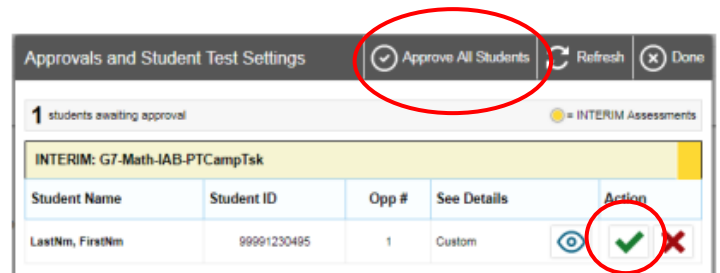 Approvals and Student Test Settings Approve All Students Refresh Done
1 students awaiting approval = INTERIM Assessments
INTERIM: G7-Math-IAB-PTCampTsk
Student Name Student ID Opp # See Details Action
LastNm, FirstNm 99991230495 1 Custom